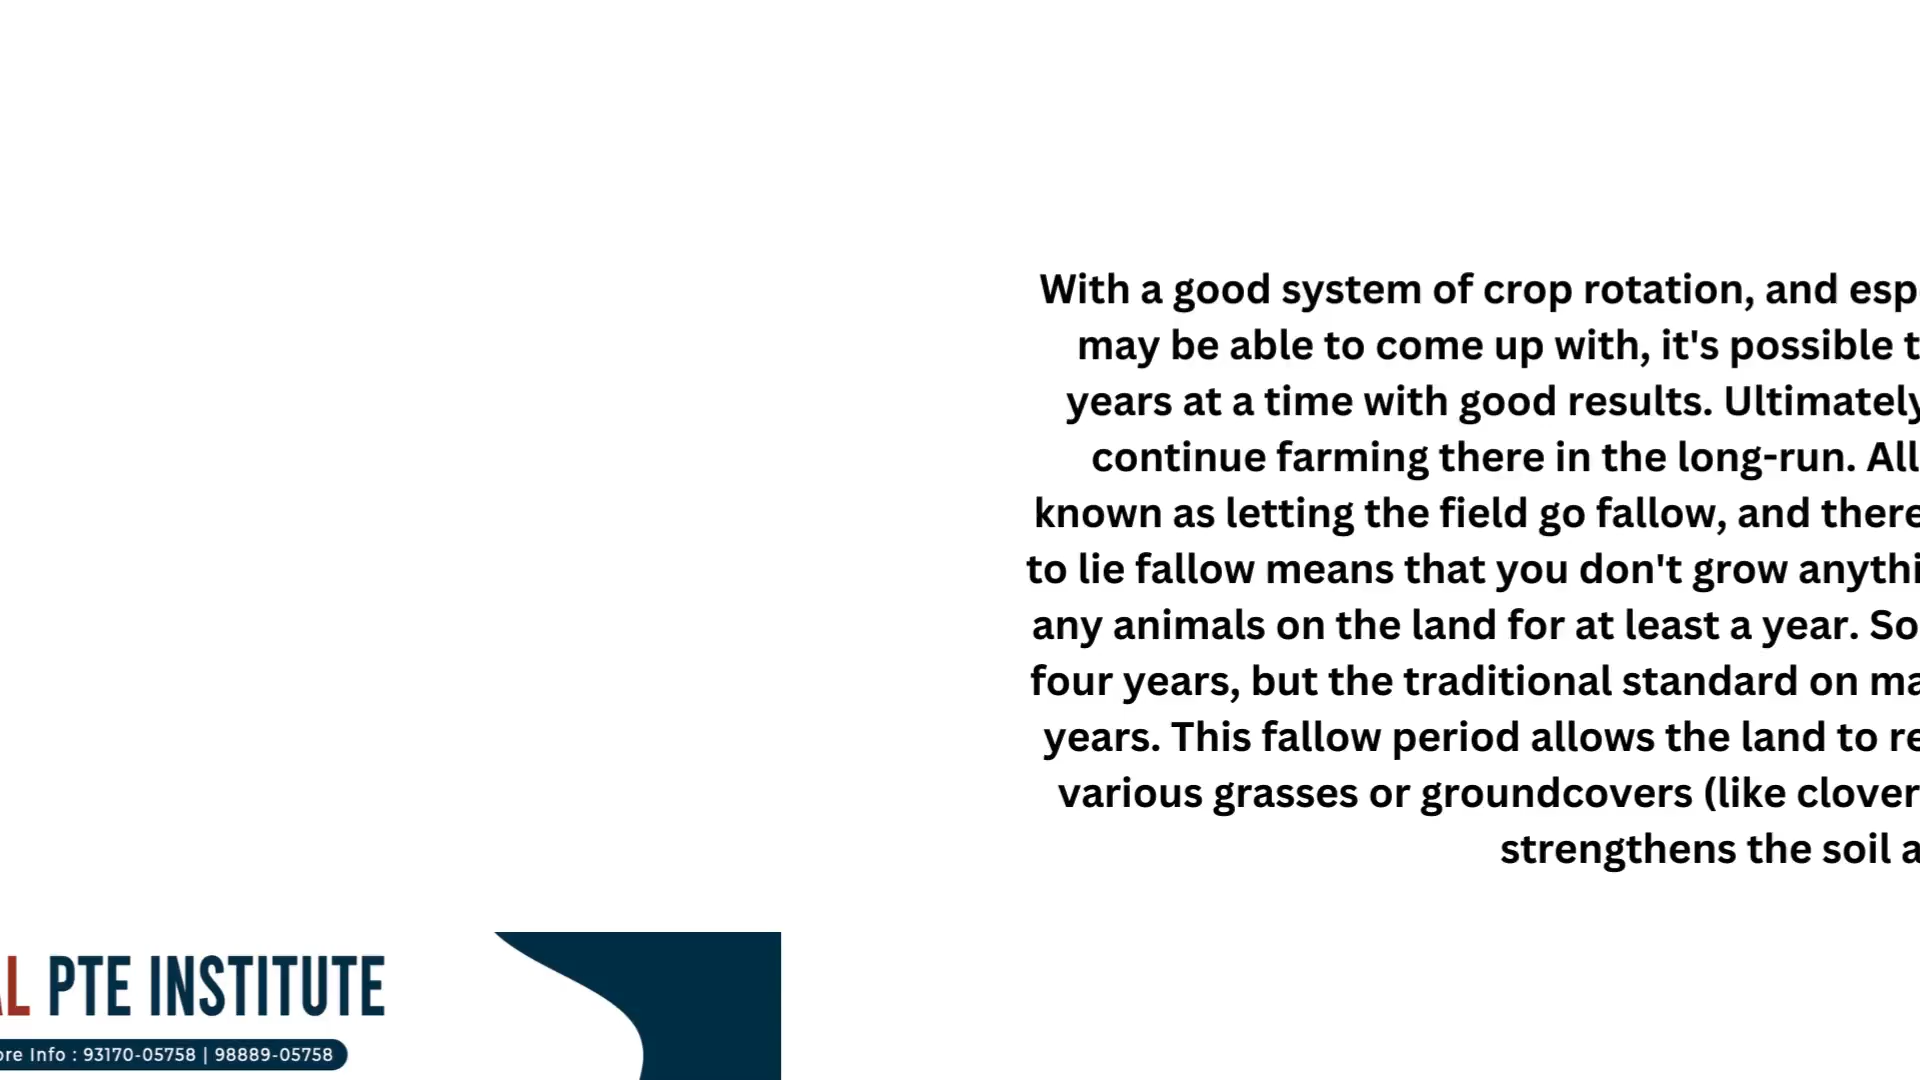 With a good system of crop rotation, and esp
may be able to come up with, it's possible t
years at a time with good results. Ultimately
continue farming there in the long-run. All
known as letting the field go fallow, and there
to lie fallow means that you don't grow anythi
any animals on the land for at least a year. So
four years, but the traditional standard on ma
years. This fallow period allows the land to re
various grasses or groundcovers (like clover
strengthens the soil a
AL PTE INSTITUTE
ore Info : 93170-05758 | 98889-05758